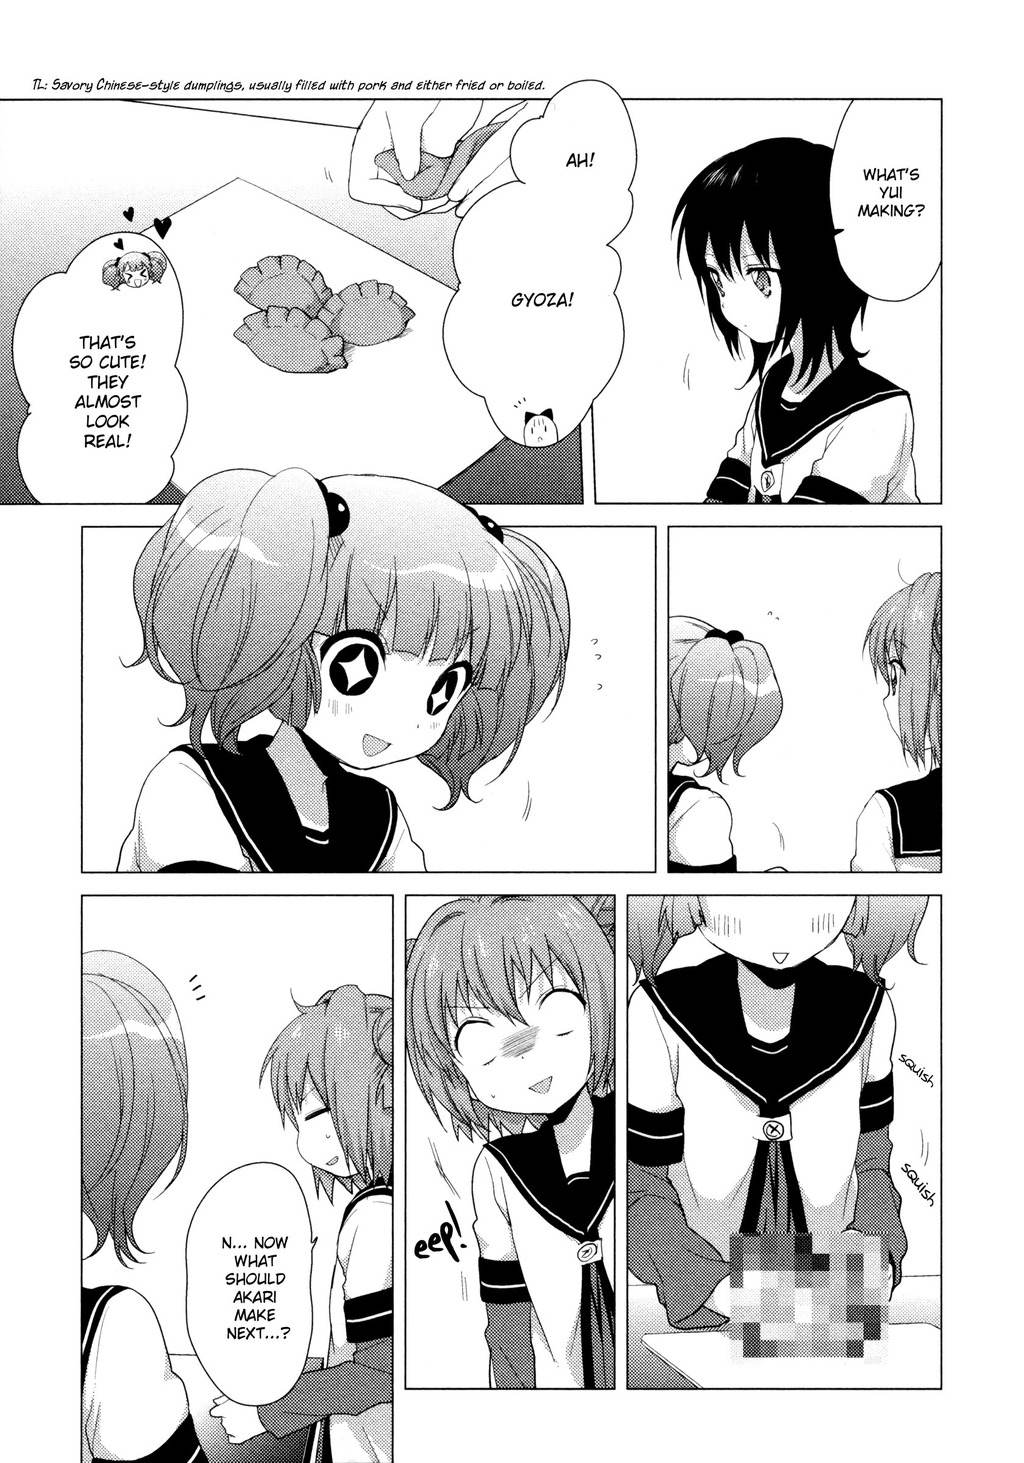 TL: Savory Chinese-style dumplings, usually filled with pork and either fried or boiled.
WHAT'S
YUI
MAKING?
AH!
GYOZA!
THAT'S
SO CUTE!
THEY
ALMOST
LOOK
REAL!
squish
squish
eep!
N... NOW
WHAT
SHOULD
AKARI
MAKE
NEXT...?